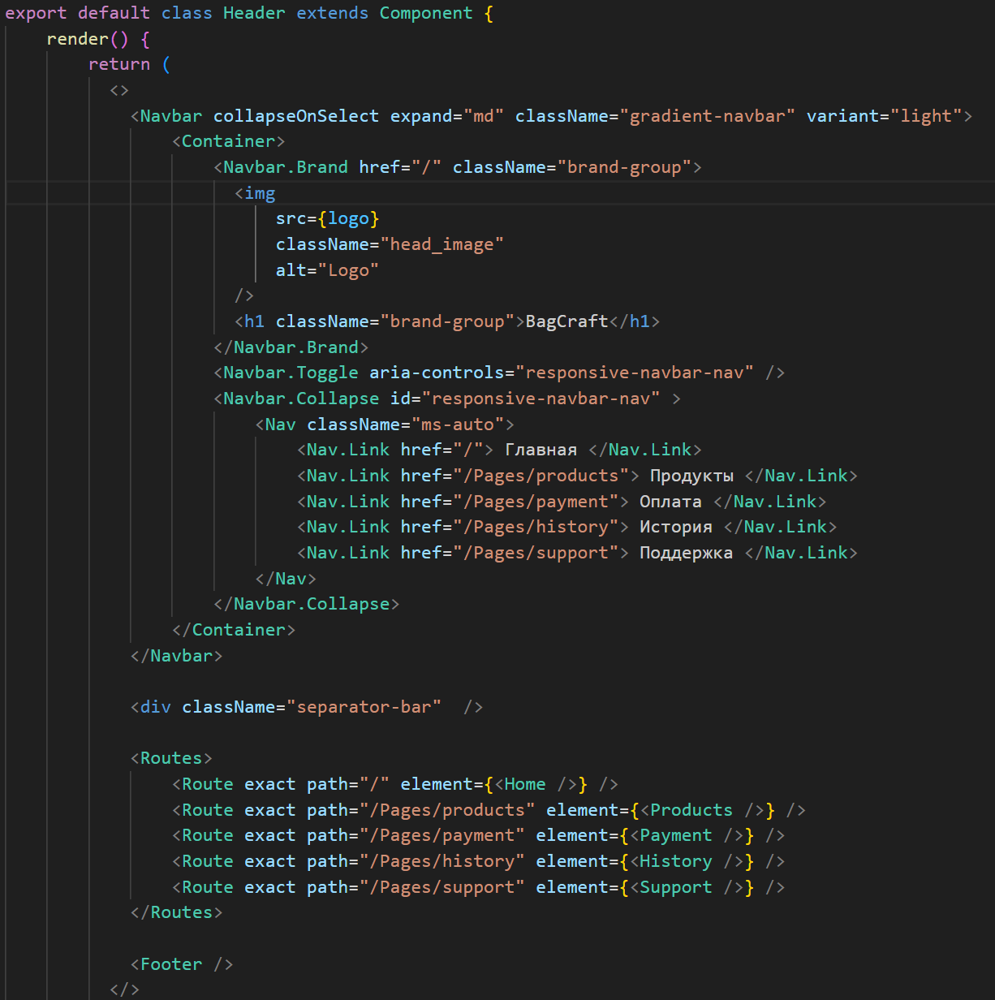 export default class Header extends Component {
    render() {
        return (
          <>
            <Navbar collapseOnSelect expand="md" className="gradient-navbar" variant="light">
                <Container>
                    <Navbar.Brand href="/" className="brand-group">
                      <img
                          src={logo}
                          className="head_image"
                          alt="Logo"
                      />
                      <h1 className="brand-group">BagCraft</h1>
                    </Navbar.Brand>
                    <Navbar.Toggle aria-controls="responsive-navbar-nav" />
                    <Navbar.Collapse id="responsive-navbar-nav" >
                        <Nav className="ms-auto">
                            <Nav.Link href="/"> Главная </Nav.Link>
                            <Nav.Link href="/Pages/products"> Продукты </Nav.Link>
                            <Nav.Link href="/Pages/payment"> Оплата </Nav.Link>
                            <Nav.Link href="/Pages/history"> История </Nav.Link>
                            <Nav.Link href="/Pages/support"> Поддержка </Nav.Link>
                        </Nav>
                    </Navbar.Collapse>
                </Container>
            </Navbar>

            <div className="separator-bar"  />

            <Routes>
                <Route exact path="/" element={<Home />} />
                <Route exact path="/Pages/products" element={<Products />} />
                <Route exact path="/Pages/payment" element={<Payment />} />
                <Route exact path="/Pages/history" element={<History />} />
                <Route exact path="/Pages/support" element={<Support />} />
            </Routes>

            <Footer />
          </>